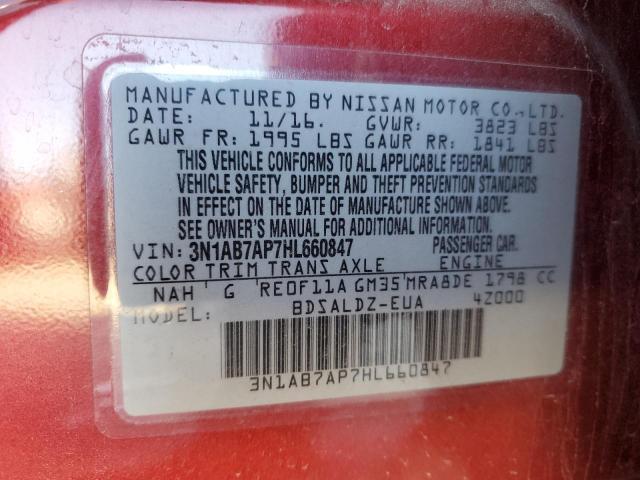 MANUFACTURED BY NISSAN MOTOR CO., LTD.
DATE: 11/16. GVWR: 3823 LBS
GAWR FR: 1995 LBS GAWR RR: 1841 LBS
THIS VEHICLE CONFORMS TO ALL APPLICABLE FEDERAL MOTOR
VEHICLE SAFETY, BUMPER AND THEFT PREVENTION STANDARDS
IN EFFECT ON THE DATE OF MANUFACTURE SHOWN ABOVE.
SEE OWNER'S MANUAL FOR ADDITIONAL INFORMATION.
VIN: 3N1AB7AP7HL660847 PASSENGER CAR.
COLOR TRIM TRANS AXLE ENGINE
NAH ' G RE0F11A GM35 MRA8DE 1798 CC
MODEL: BDSALDZ-EUA 4Z000
3N1AB7AP7HL660847